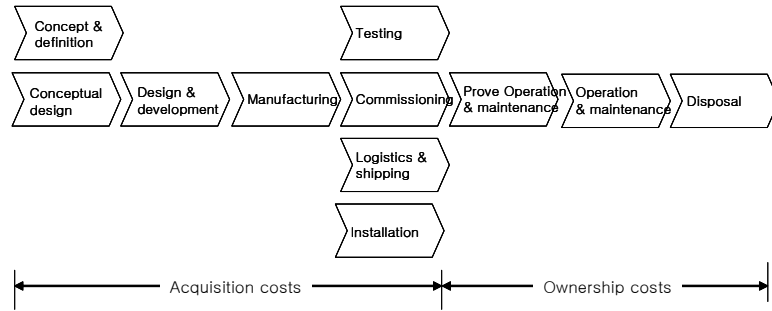 Concept &
definition
Testing
Conceptual
design
Design &
development
Manufacturing
Commissioning
Prove Operation
& maintenance
Operation
& maintenance
Disposal
Logistics &
shipping
Installation
Acquisition costs
Ownership costs